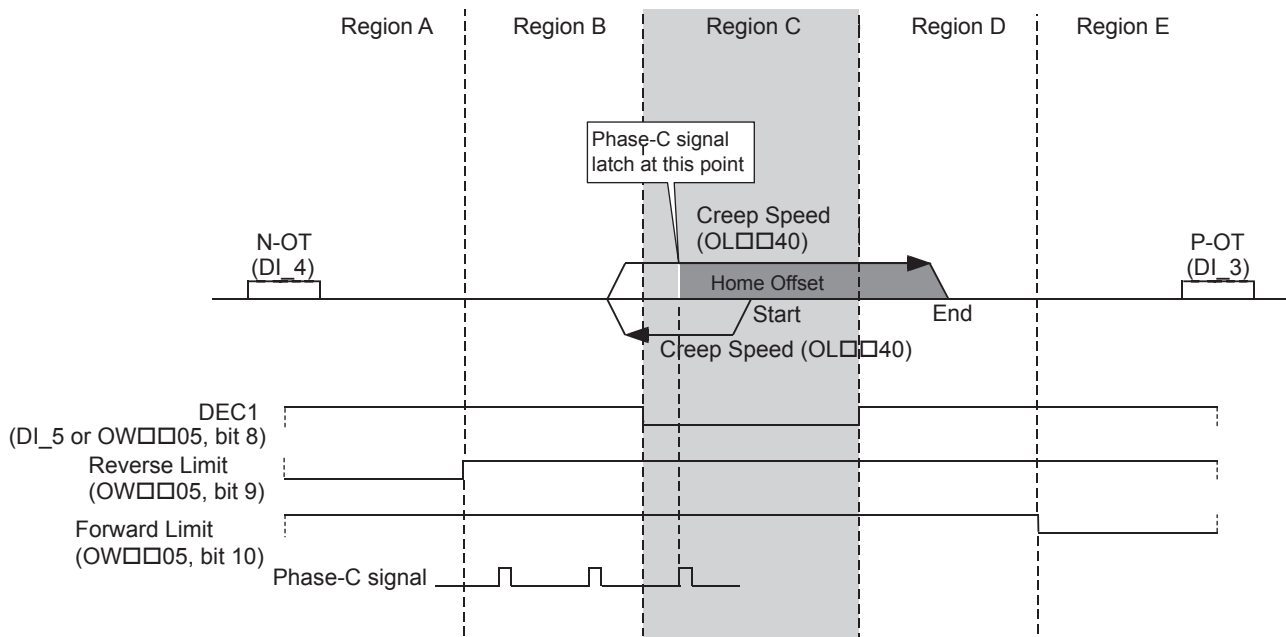 Region A
Region B
Region C
Region D
Region E
Phase-C signal
latch at this point
Creep Speed
(OL□□40)
N-OT
(DI_4)
P-OT
(DI_3)
Home Offset
Start
End
Creep Speed (OL□□40)
DEC1
(DI_5 or OW□□05, bit 8)
Reverse Limit
(OW□□05, bit 9)
Forward Limit
(OW□□05, bit 10)
Phase-C signal